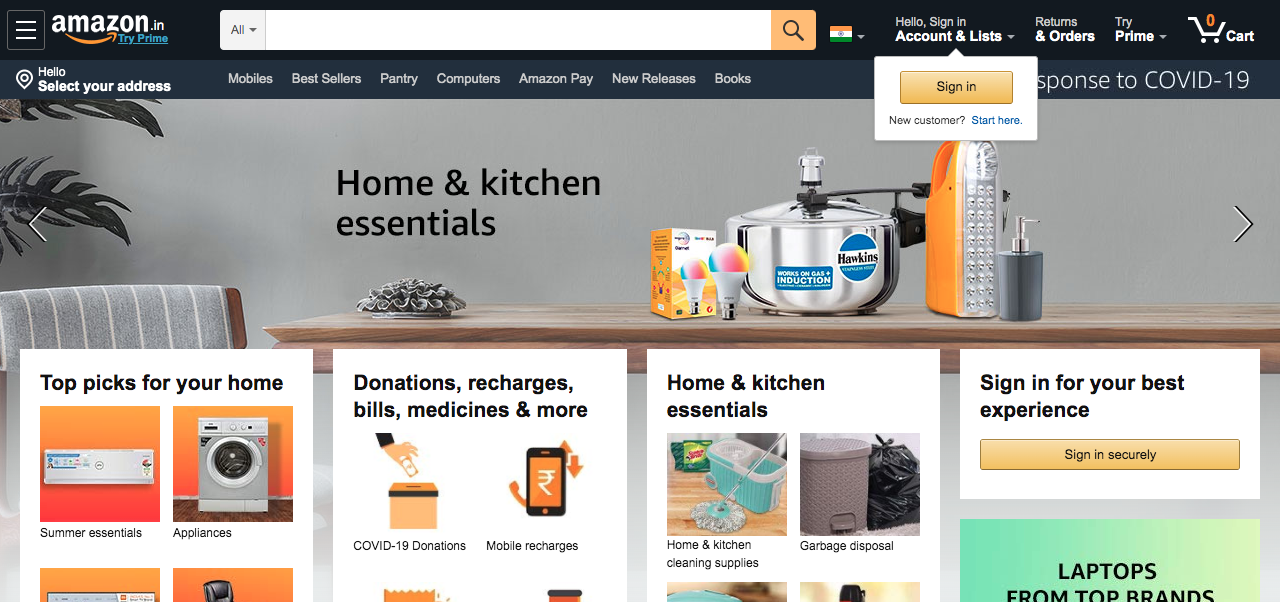 amazon.in
Try Prime
All
Hello, Sign in
Account & Lists
Returns
& Orders
Try
Prime
0
Cart
Hello
Select your address
Mobiles
Best Sellers
Pantry
Computers
Amazon Pay
New Releases
Books
sponse to COVID-19
Sign in
New customer? Start here.
Home & kitchen
essentials
Garnet
Hawkins
STAINLESS STEEL
WORKS ON GAS +
INDUCTION
Top picks for your home
Summer essentials
Appliances
Donations, recharges,
bills, medicines & more
COVID-19 Donations
₹
Mobile recharges
Home & kitchen
essentials
Home & kitchen
cleaning supplies
Garbage disposal
Sign in for your best
experience
Sign in securely
LAPTOPS
FROM TOP BRANDS